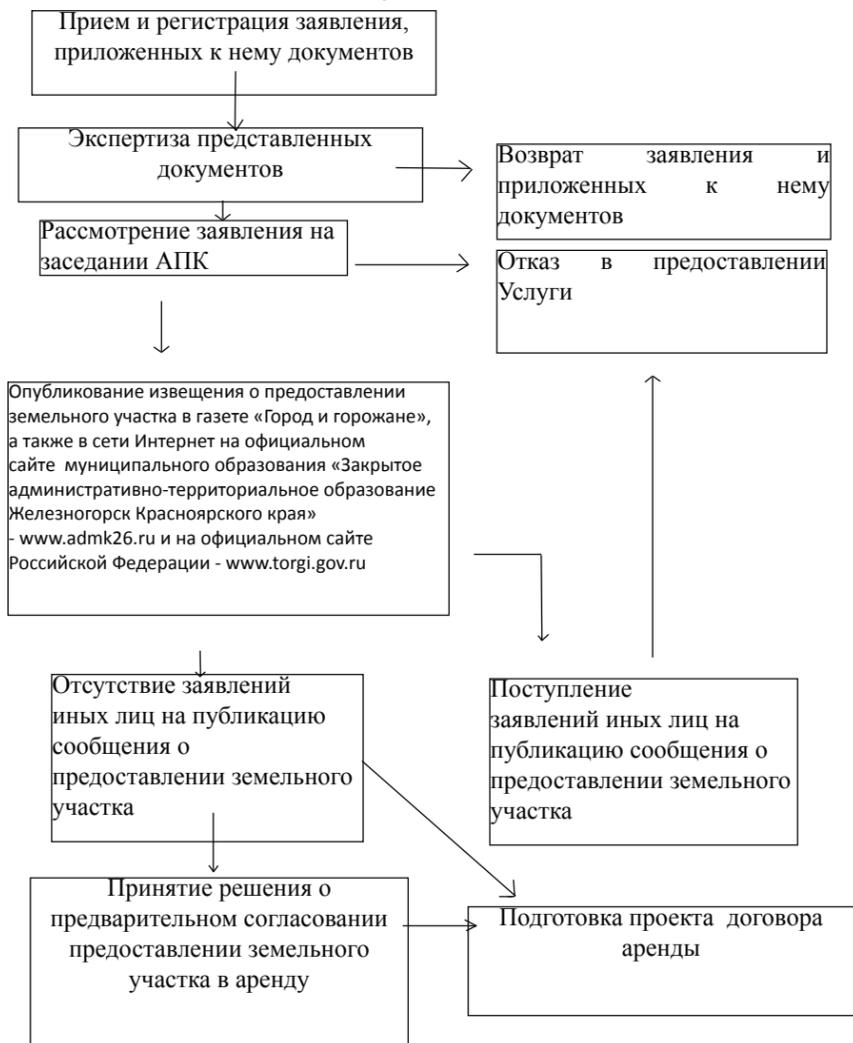 Прием и регистрация заявления,
приложенных к нему документов
Экспертиза представленных
документов
Возврат заявления и
приложенных к нему
документов
Рассмотрение заявления на
заседании АПК
Отказ в предоставлении
Услуги
Опубликование извещения о предоставлении
земельного участка в газете «Город и горожане»,
а также в сети Интернет на официальном
сайте муниципального образования «Закрытое
административно-территориальное образование
Железногорск Красноярского края»
- www.admk26.ru и на официальном сайте
Российской Федерации - www.torgi.gov.ru
Отсутствие заявлений
иных лиц на публикацию
сообщения о
предоставлении земельного
участка
Поступление
заявлений иных лиц на
публикацию сообщения о
предоставлении земельного
участка
Принятие решения о
предварительном согласовании
предоставлении земельного
участка в аренду
Подготовка проекта договора
аренды